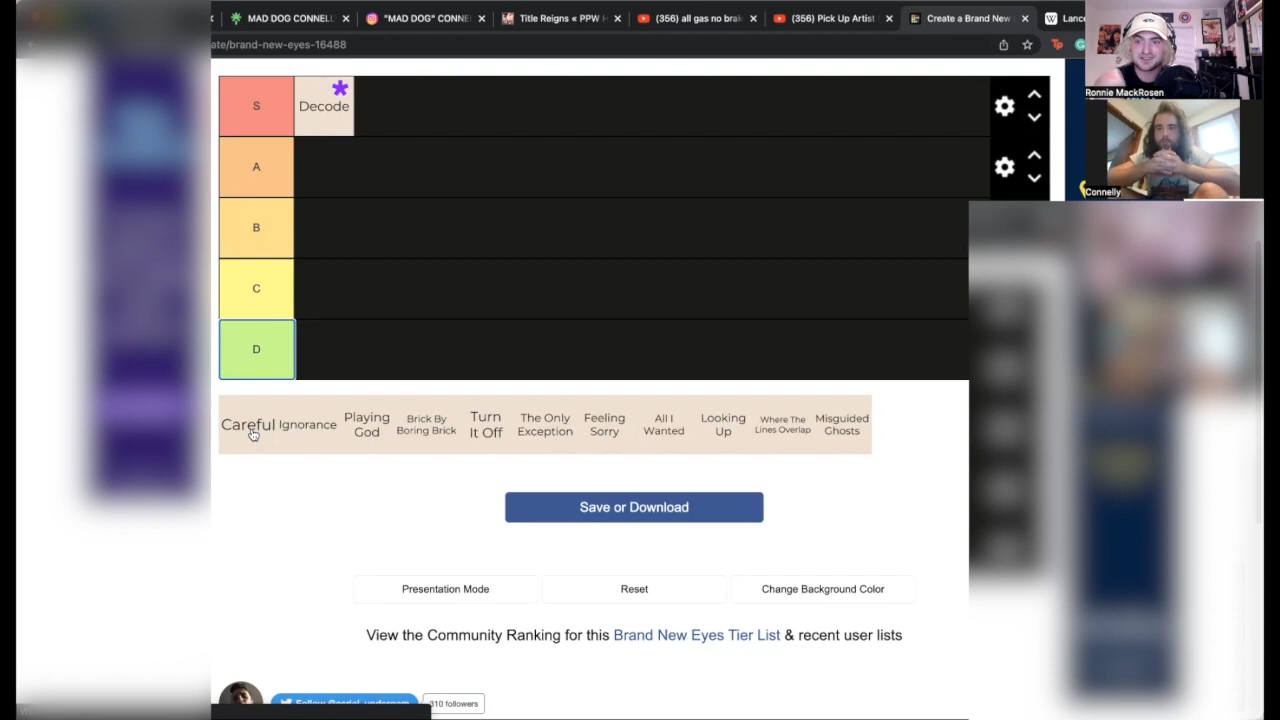 MAD DOG CONNELL
"MAD DOG" CONNE
Title Reigns « PPW H
(356) all gas no brak
(356) Pick Up Artist
Create a Brand New
Lance
ate/brand-new-eyes-16488
Ronnie MackRosen
Connelly
S
Decode
A
B
C
D
Careful
Ignorance
Playing
God
Brick By
Boring Brick
Turn
It Off
The Only
Exception
Feeling
Sorry
All I
Wanted
Looking
Up
Where The
Lines Overlap
Misguided
Ghosts
Save or Download
Presentation Mode
Reset
Change Background Color
View the Community Ranking for this Brand New Eyes Tier List & recent user lists
310 followers